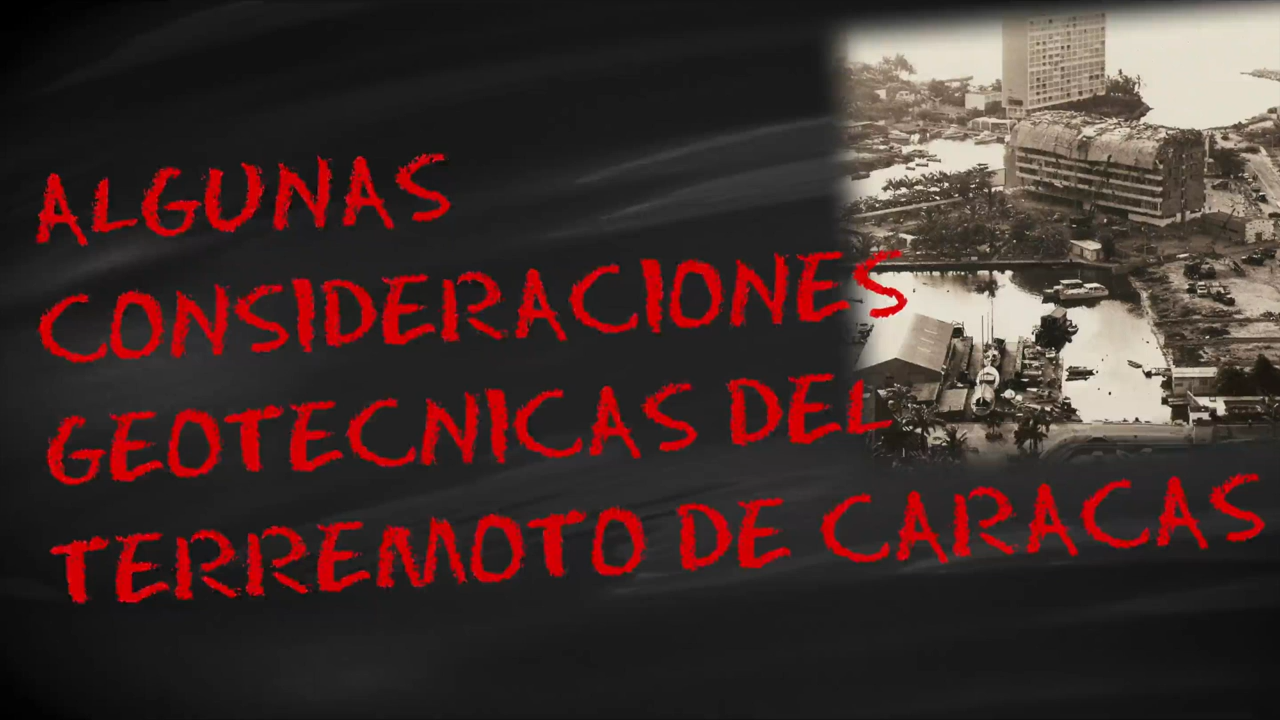 ALGUNAS
CONSIDERACIONES
GEOTECNICAS DEL
TERREMOTO DE CARACAS